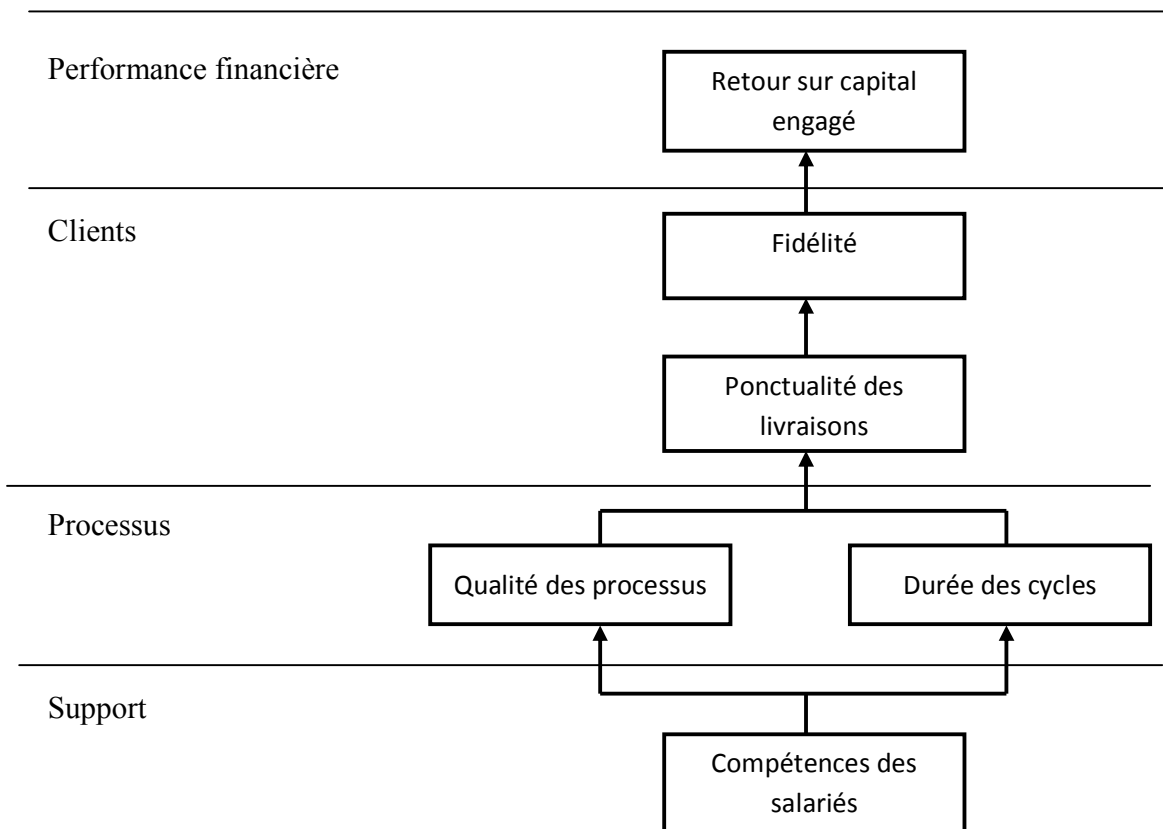 Performance financière
Retour sur capital
engagé
Clients
Fidélité
Ponctualité des
livraisons
Processus
Qualité des processus
Durée des cycles
Support
Compétences des
salariés